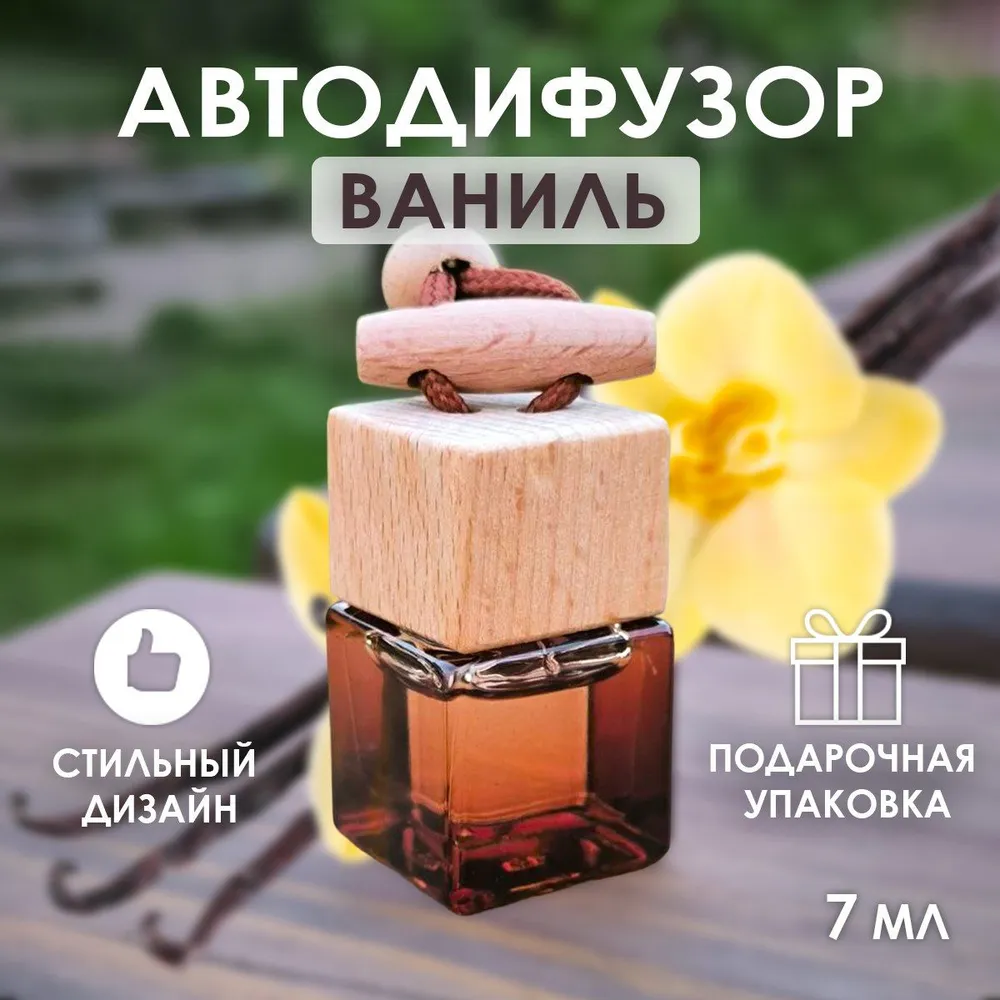 АВТОДИФУЗОР
ВАНИЛЬ
СТИЛЬНЫЙ
ДИЗАЙН
ПОДАРОЧНАЯ
УПАКОВКА
7 мл